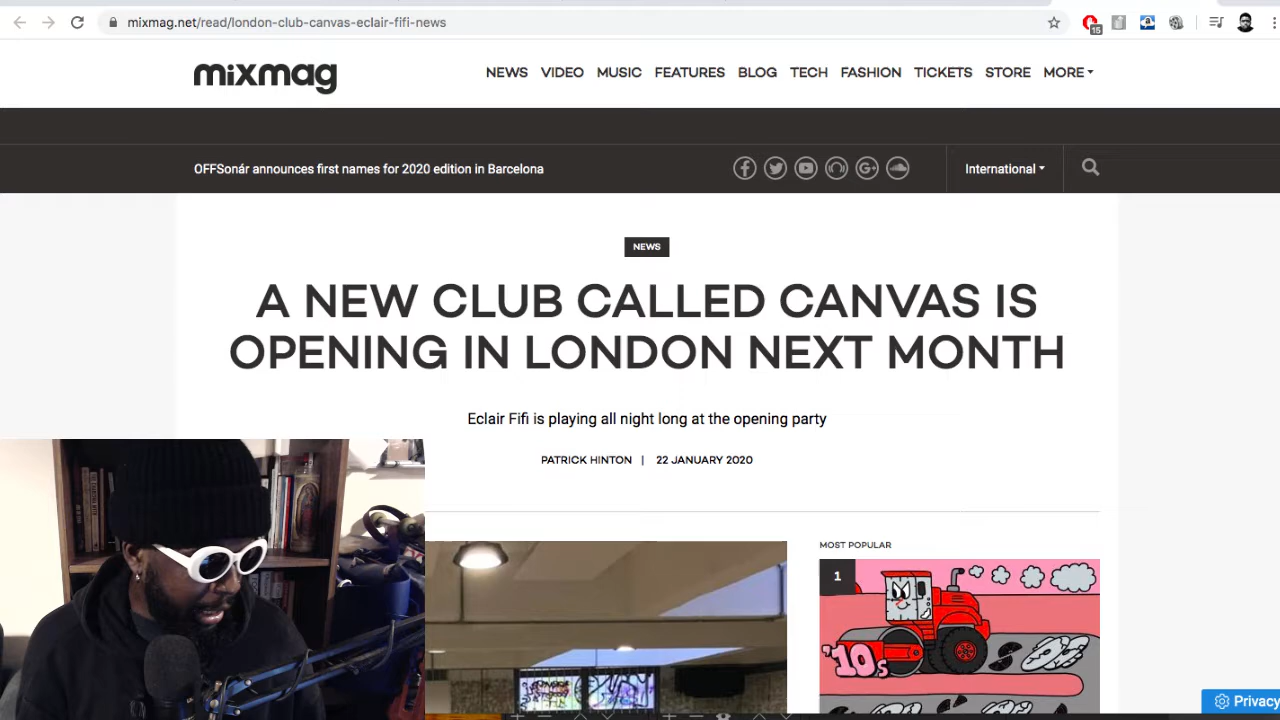 mixmag.net/read/london-club-canvas-eclair-fifi-news
15
mixmag
NEWS VIDEO MUSIC FEATURES BLOG TECH FASHION TICKETS STORE MORE
OFFSonár announces first names for 2020 edition in Barcelona
International
NEWS
A NEW CLUB CALLED CANVAS IS
OPENING IN LONDON NEXT MONTH
Eclair Fifi is playing all night long at the opening party
PATRICK HINTON | 22 JANUARY 2020
MOST POPULAR
1
'10s
Privacy